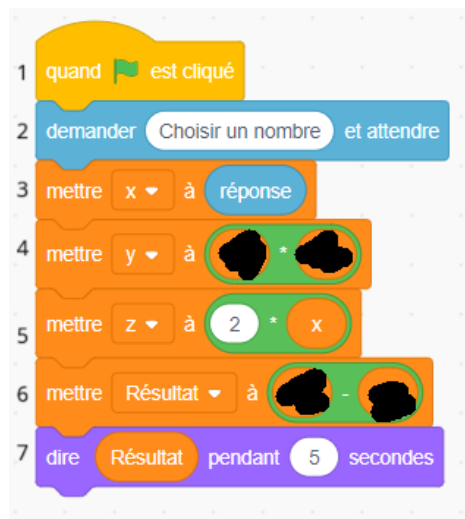 1 quand est cliqué
2 demander Choisir un nombre et attendre
3 mettre x à réponse
4 mettre y à *
5 mettre z à 2 * x
6 mettre Résultat à -
7 dire Résultat pendant 5 secondes